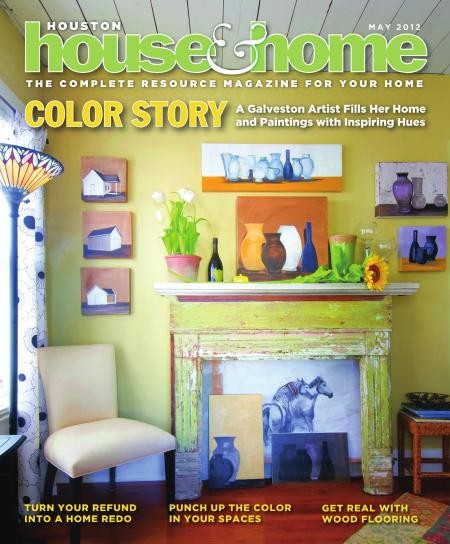 HOUSTON
MAY 2012
house&home
THE COMPLETE RESOURCE MAGAZINE FOR YOUR HOME
COLOR STORY
A Galveston Artist Fills Her Home
and Paintings with Inspiring Hues
TURN YOUR REFUND
INTO A HOME REDO
PUNCH UP THE COLOR
IN YOUR SPACES
GET REAL WITH
WOOD FLOORING